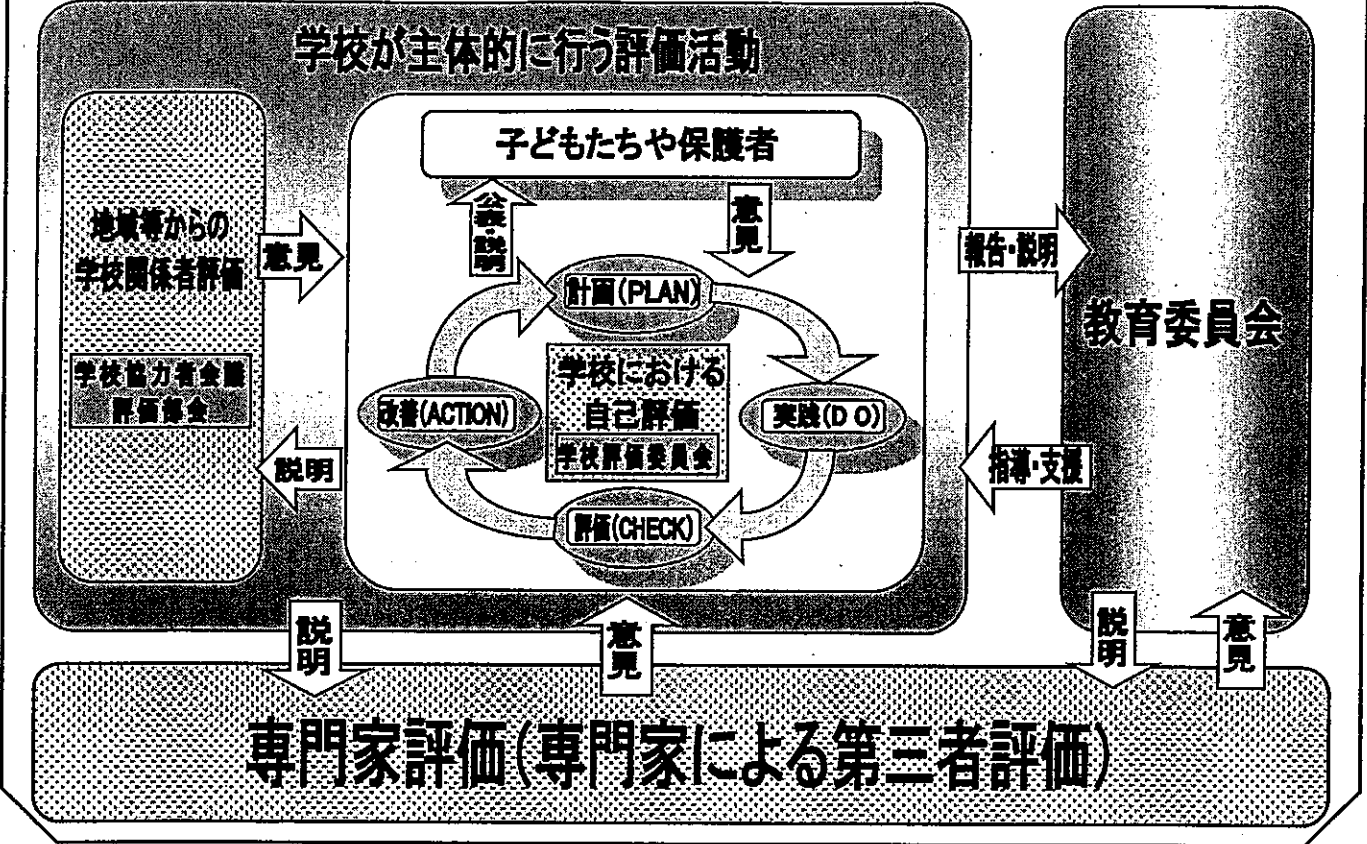 学校が主体的に行う評価活動
子どもたちや保護者
公表・説明
意見
地域等からの
学校関係者評価
学校協力者会議
評価部会
意見
説明
計画(PLAN)
学校における
自己評価
学校評価委員会
改善(ACTION)
実践(DO)
評価(CHECK)
報告・説明
教育委員会
指導・支援
説明
意見
説明
意見
専門家評価(専門家による第三者評価)